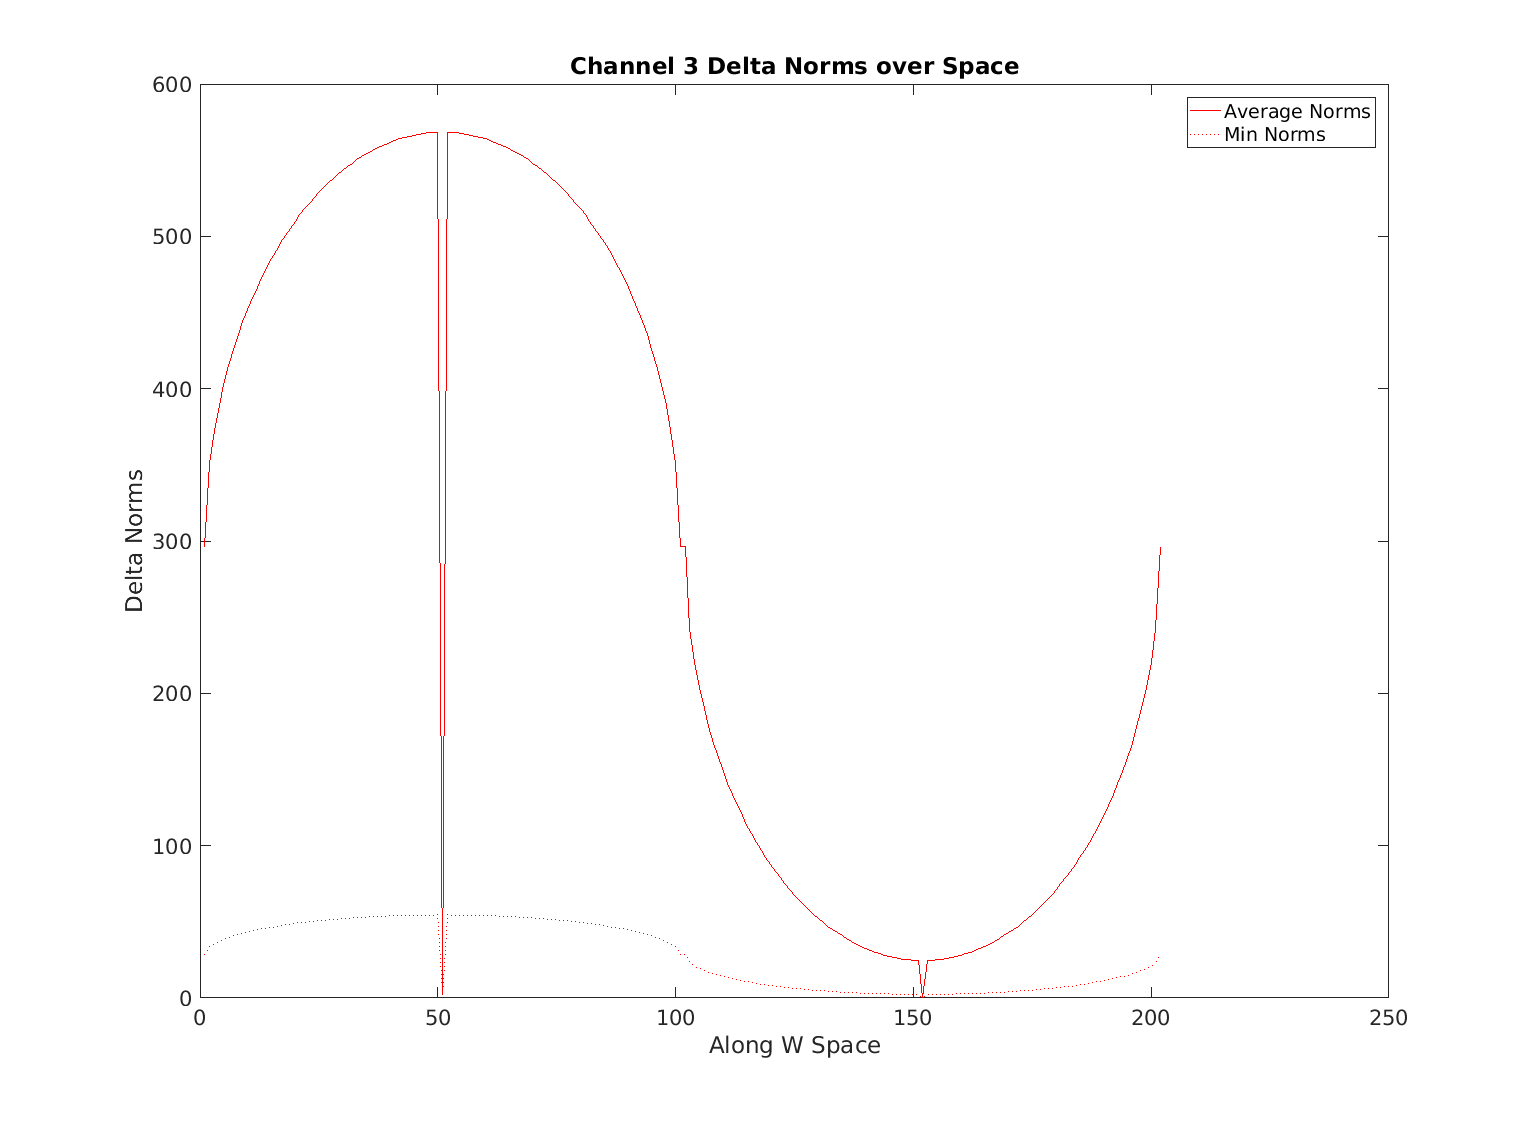 Channel 3 Delta Norms over Space
Average Norms
Min Norms
600
500
400
300
200
100
0
Delta Norms
0 50 100 150 200 250
Along W Space